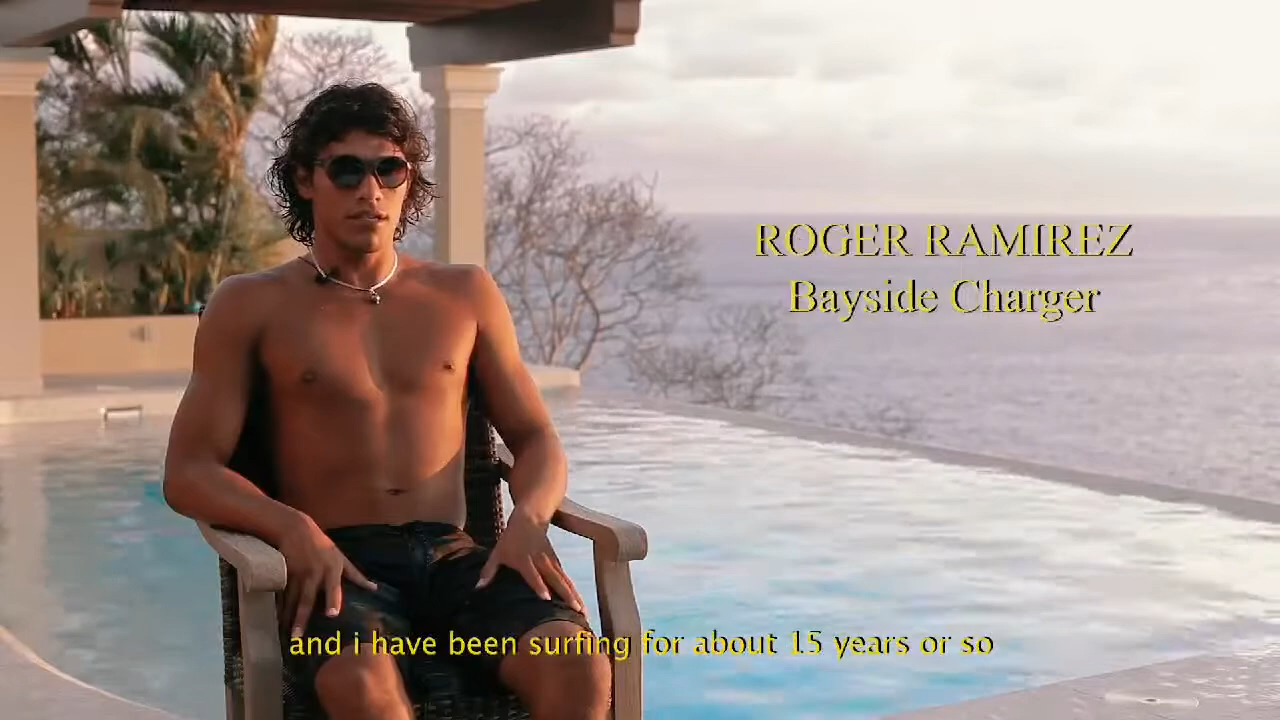 ROGER RAMIREZ
Bayside Charger
and i have been surfing for about 15 years or so